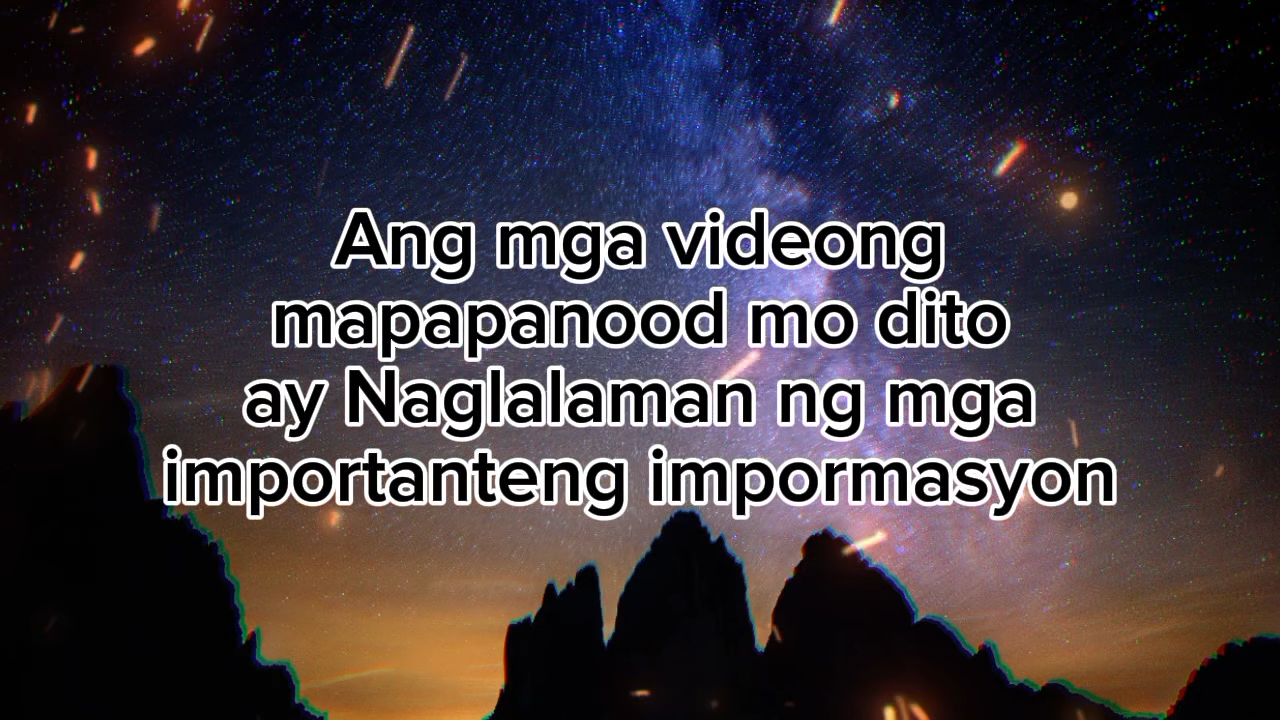 Ang mga videong
mapapanood mo dito
ay Naglalaman ng mga
importanteng impormasyon